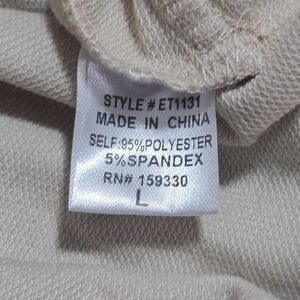 STYLE # ET1131
MADE IN CHINA
SELF:95%POLYESTER
5%SPANDEX
RN# 159330
L